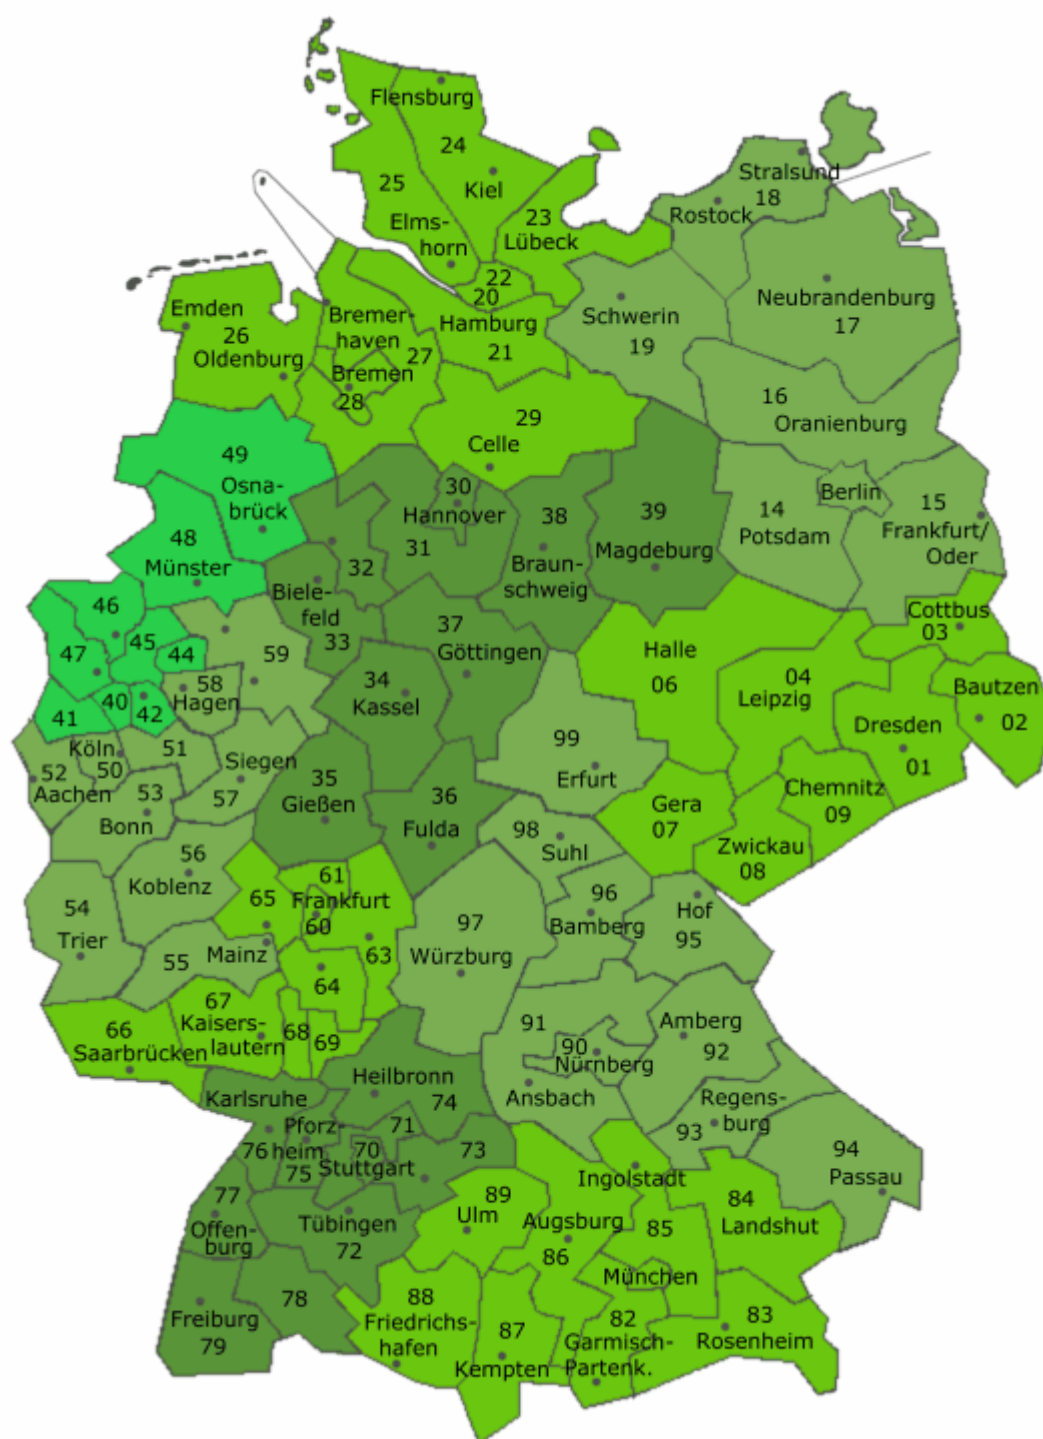 Flensburg
24
25
Kiel
Elms-
horn
23
Lübeck
Stralsund
18
Rostock
22
20
Hamburg
21
Schwerin
19
Neubrandenburg
17
Emden
26
Oldenburg
Bremer-
haven
27
Bremen
28
16
Oranienburg
29
Celle
49
Osna-
brück
30
Hannover
31
38
Braun-
schweig
39
Magdeburg
14
Potsdam
Berlin
15
Frankfurt/
Oder
48
Münster
32
Biele-
feld
33
37
Göttingen
46
45
44
47
59
58
Hagen
40
42
41
34
Kassel
Halle
06
04
Leipzig
Cottbus
03
Bautzen
02
Dresden
01
Köln
50
51
52
Aachen
Siegen
57
53
Bonn
35
Gießen
36
Fulda
99
Erfurt
Gera
07
Chemnitz
09
Zwickau
08
98
Suhl
56
Koblenz
61
Frankfurt
60
65
63
64
54
Trier
55
Mainz
97
Würzburg
96
Bamberg
Hof
95
67
Kaisers-
lautern
68
69
66
Saarbrücken
91
90
Nürnberg
Ansbach
Amberg
92
Regens-
burg
93
94
Passau
Karlsruhe
76
Heilbronn
74
Pforz-
heim
75
71
70
Stuttgart
73
77
Offen-
burg
Tübingen
72
89
Ulm
Ingolstadt
Augsburg
86
85
84
Landshut
München
78
Freiburg
79
88
Friedrichs-
hafen
87
Kempten
82
Garmisch-
Partenk.
83
Rosenheim